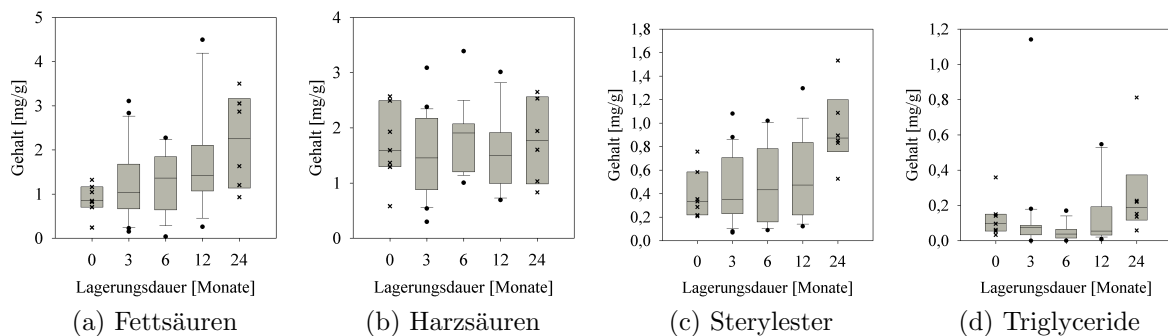 5
4
3
2
1
0
Gehalt [mg/g]
0 3 6 12 24
Lagerungsdauer [Monate]
(a) Fettsäuren
4
3
2
1
0
Gehalt [mg/g]
0 3 6 12 24
Lagerungsdauer [Monate]
(b) Harzsäuren
1,8
1,6
1,4
1,2
1,0
0,8
0,6
0,4
0,2
0,0
Gehalt [mg/g]
0 3 6 12 24
Lagerungsdauer [Monate]
(c) Sterylester
1,2
1,0
0,8
0,6
0,4
0,2
0,0
Gehalt [mg/g]
0 3 6 12 24
Lagerungsdauer [Monate]
(d) Triglyceride